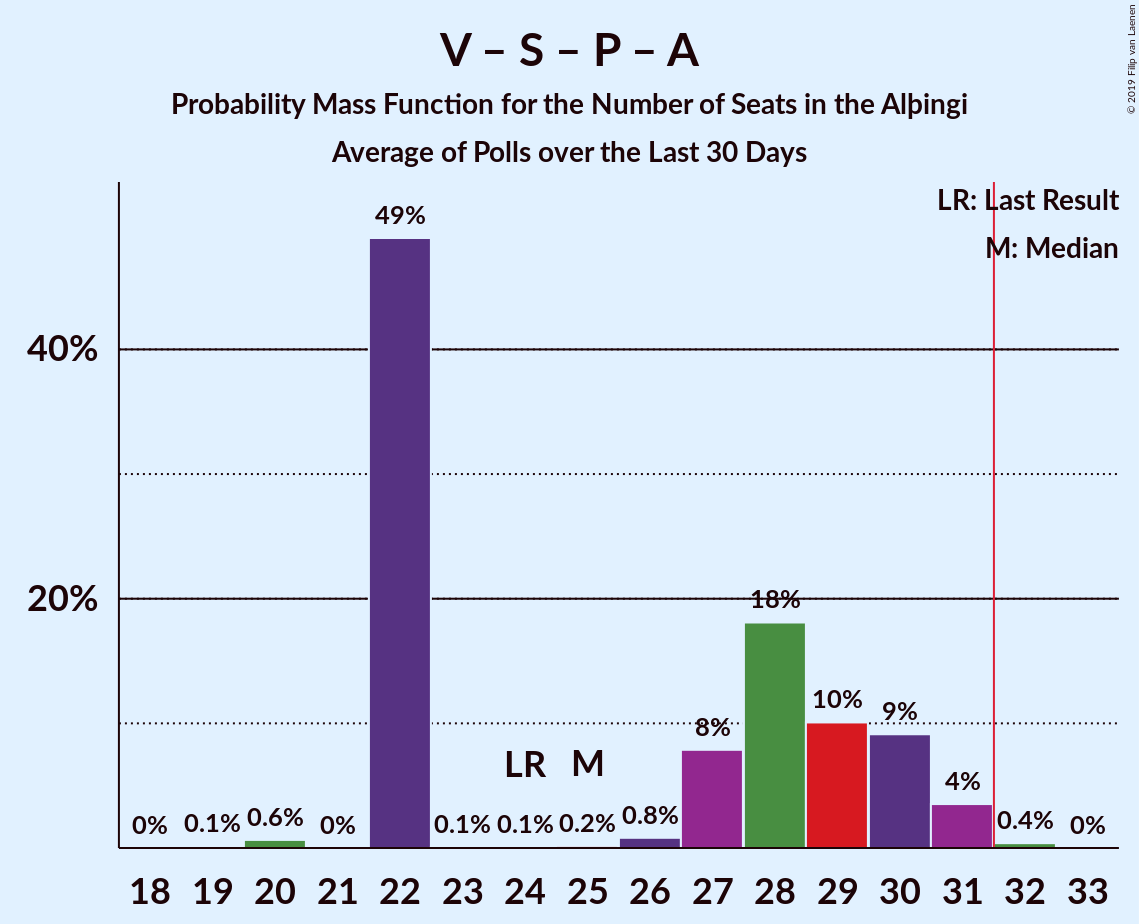 V – S – P – A
Probability Mass Function for the Number of Seats in the Alþingi
Average of Polls over the Last 30 Days
© 2019 Filip van Laenen
LR: Last Result
M: Median
49%
40%
20%
18%
10%
9%
8%
LR M
4%
0% 0.1% 0.6% 0% 0.1% 0.1% 0.2% 0.8% 0.4% 0%
18 19 20 21 22 23 24 25 26 27 28 29 30 31 32 33